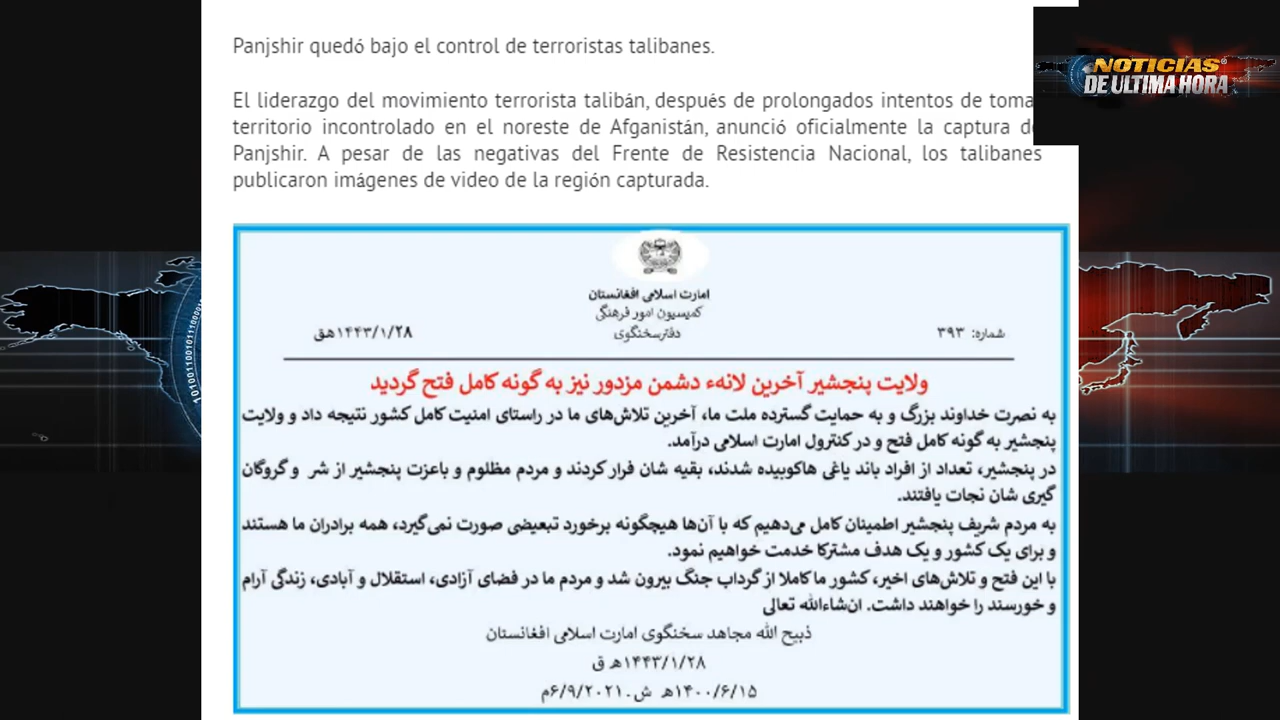 Panjshir quedó bajo el control de terroristas talibanes.
NOTICIAS
DE ULTIMA HORA
El liderazgo del movimiento terrorista talibán, después de prolongados intentos de toma
territorio incontrolado en el noreste de Afganistán, anunció oficialmente la captura d
Panjshir. A pesar de las negativas del Frente de Resistencia Nacional, los talibanes
publicaron imágenes de video de la región capturada.
امارت اسلامی افغانستان
کمیسیون امور فرهنگی
دفتر سخنگوی
شماره: ۳۹۳
۱۴۴۳/۱/۲۸هق
ولایت پنجشیر آخرین لانهء دشمن مزدور نیز به گونه کامل فتح گردید
به نصرت خداوند بزرگ و به حمایت گسترده ملت ما، آخرین تلاش‌های ما در راستای امنیت کامل کشور نتیجه داد و ولایت
پنجشیر به گونه کامل فتح و در کنترول امارت اسلامی درآمد.
در پنجشیر، تعداد از افراد باند یاغی هاکوبیده شدند، بقیه شان فرار کردند و مردم مظلوم و باعزت پنجشیر از شر و گروگان
گیری شان نجات یافتند.
به مردم شریف پنجشیر اطمینان کامل می‌دهیم که با آن‌ها هیچگونه برخورد تبعیضی صورت نمی‌گیرد، همه برادران ما هستند
و برای یک کشور و یک هدف مشترکا خدمت خواهیم نمود.
با این فتح و تلاش‌های اخیر، کشور ما کاملا از گرداب جنگ بیرون شد و مردم ما در فضای آزادی، استقلال و آبادی، زندگی آرام
و خورسند را خواهند داشت. ان‌شاءالله تعالی
ذبیح الله مجاهد سخنگوی امارت اسلامی افغانستان
۱۴۴۳/۱/۲۸هـ ق
۱۴۰۰/۶/۱۵هـ ش ـ ۶/۹/۲۰۲۱م